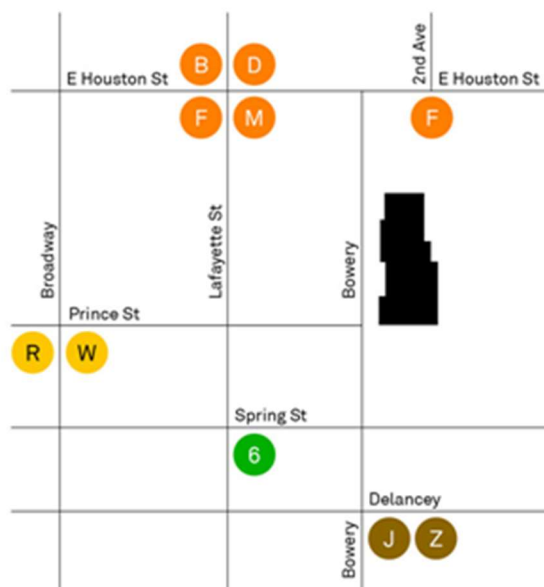 2nd Ave
B D
E Houston St
E Houston St
F M
F
Broadway
Lafayette St
Bowery
Prince St
R W
Spring St
6
Delancey
Bowery
J Z